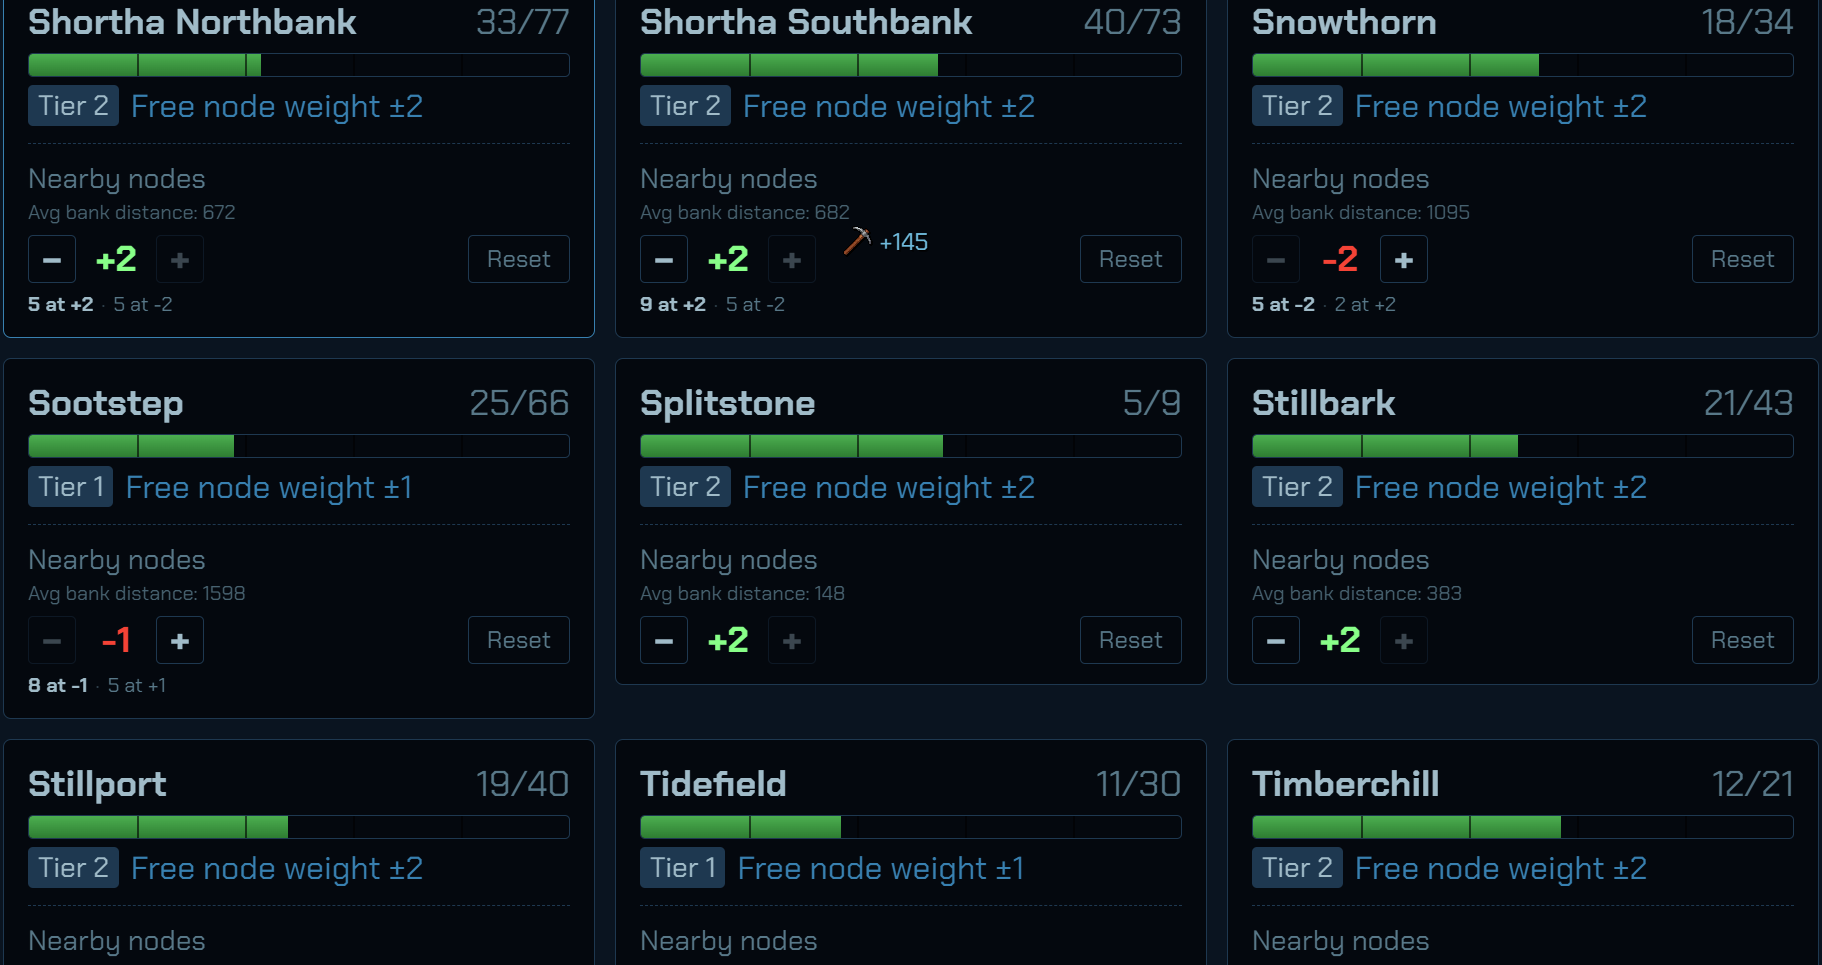 Shortha Northbank 33/77
Tier 2 Free node weight ±2
Nearby nodes
Avg bank distance: 672
− +2 + Reset
5 at +2 · 5 at -2
Shortha Southbank 40/73
Tier 2 Free node weight ±2
Nearby nodes
Avg bank distance: 682
+145
− +2 + Reset
9 at +2 · 5 at -2
Snowthorn 18/34
Tier 2 Free node weight ±2
Nearby nodes
Avg bank distance: 1095
− -2 + Reset
5 at -2 · 2 at +2
Sootstep 25/66
Tier 1 Free node weight ±1
Nearby nodes
Avg bank distance: 1598
− -1 + Reset
8 at -1 · 5 at +1
Splitstone 5/9
Tier 2 Free node weight ±2
Nearby nodes
Avg bank distance: 148
− +2 + Reset
Stillbark 21/43
Tier 2 Free node weight ±2
Nearby nodes
Avg bank distance: 383
− +2 + Reset
Stillport 19/40
Tier 2 Free node weight ±2
Nearby nodes
Tidefield 11/30
Tier 1 Free node weight ±1
Nearby nodes
Timberchill 12/21
Tier 2 Free node weight ±2
Nearby nodes